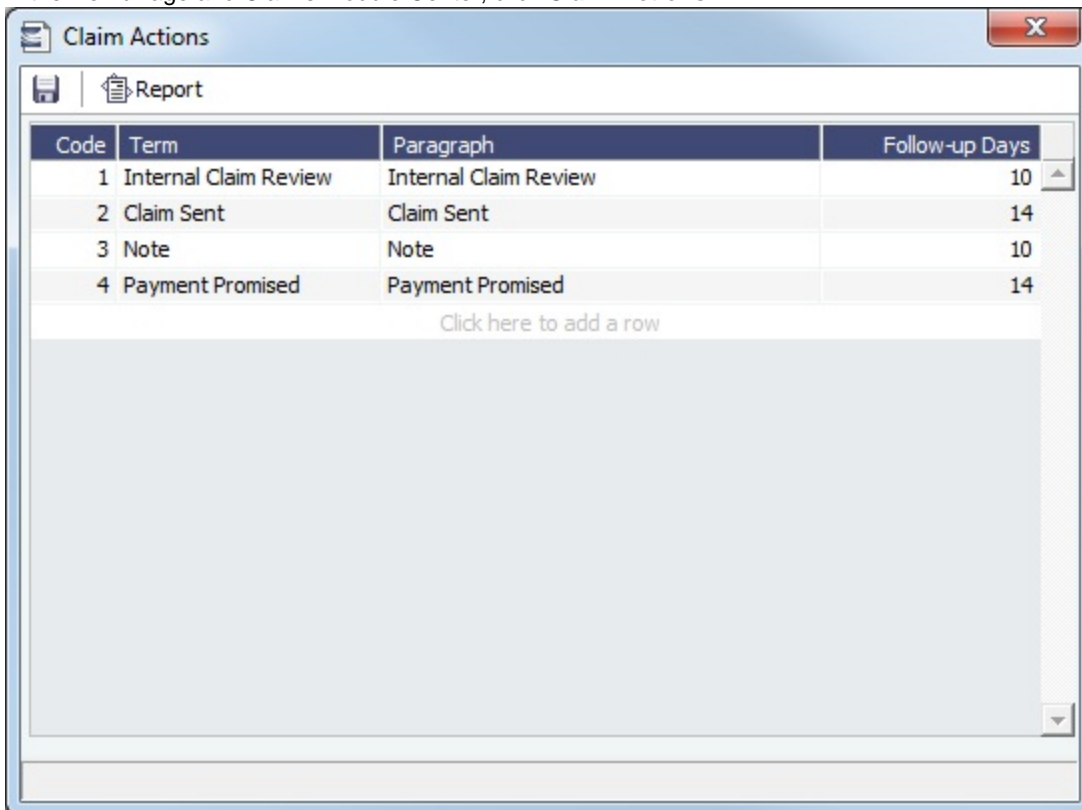 Claim Actions
Report
Code Term Paragraph Follow-up Days
1 Internal Claim Review Internal Claim Review 10
2 Claim Sent Claim Sent 14
3 Note Note 10
4 Payment Promised Payment Promised 14
Click here to add a row